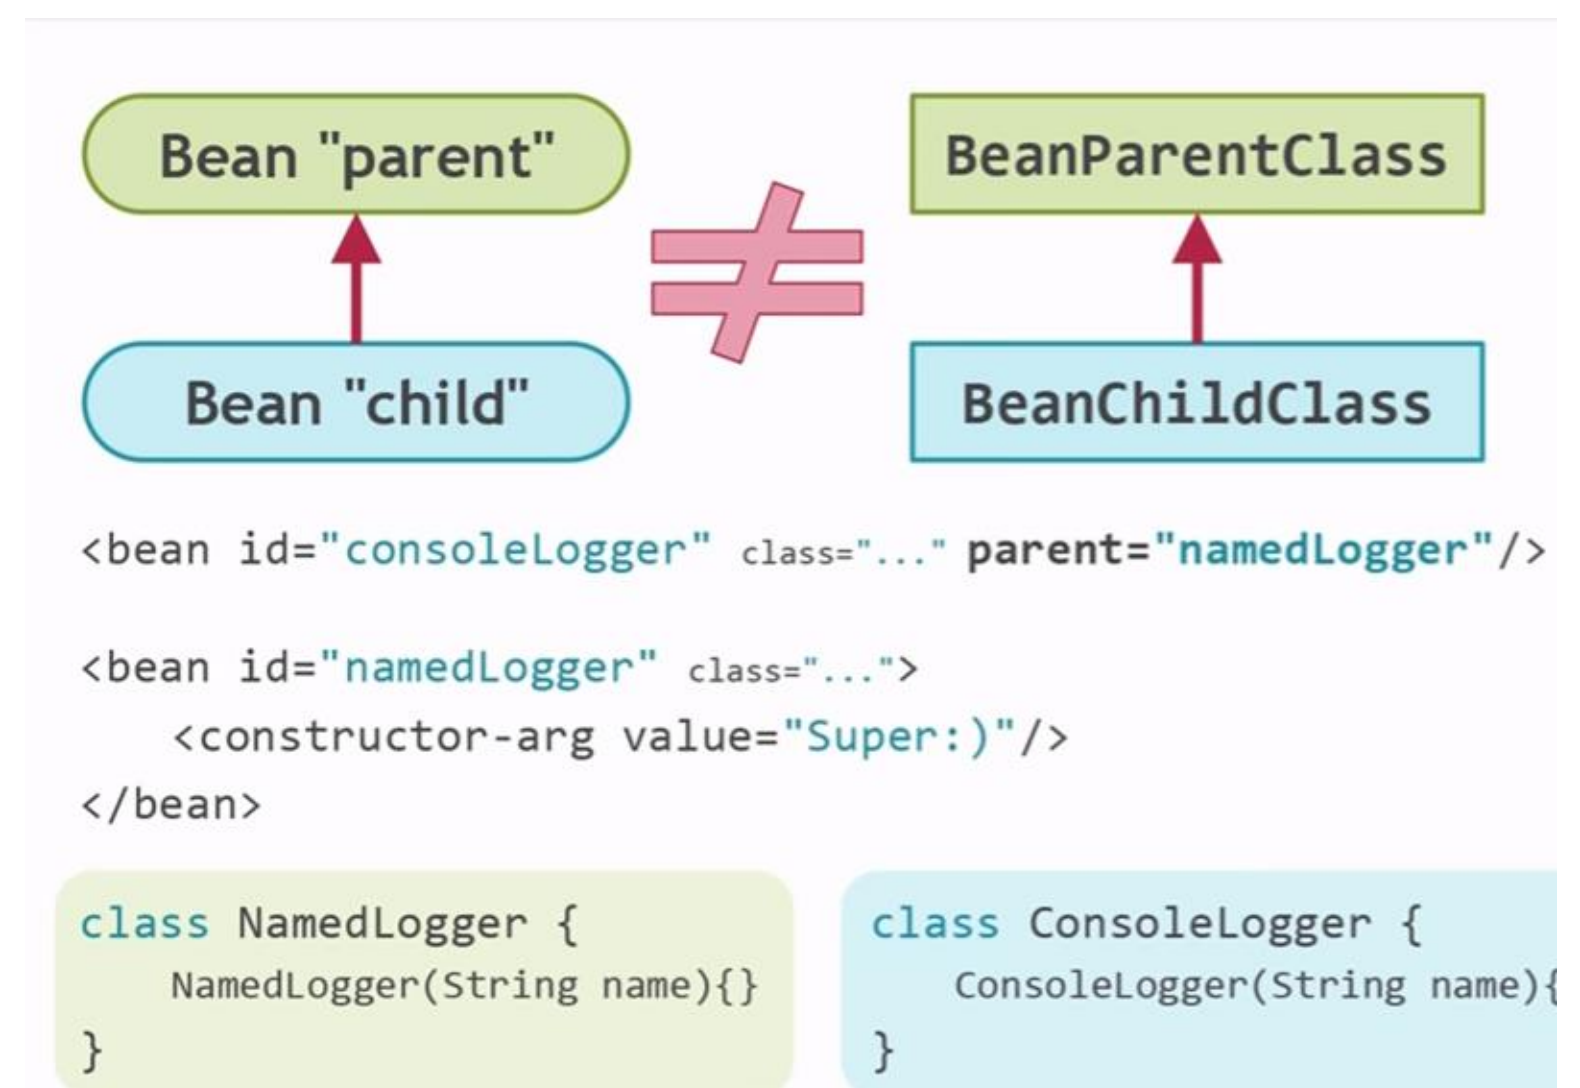 Bean "parent"
BeanParentClass
≠
Bean "child"
BeanChildClass
<bean id="consoleLogger" class="..." parent="namedLogger"/>
<bean id="namedLogger" class="...">
<constructor-arg value="Super:)"/>
</bean>
class NamedLogger {
NamedLogger(String name){}
}
class ConsoleLogger {
ConsoleLogger(String name){
}